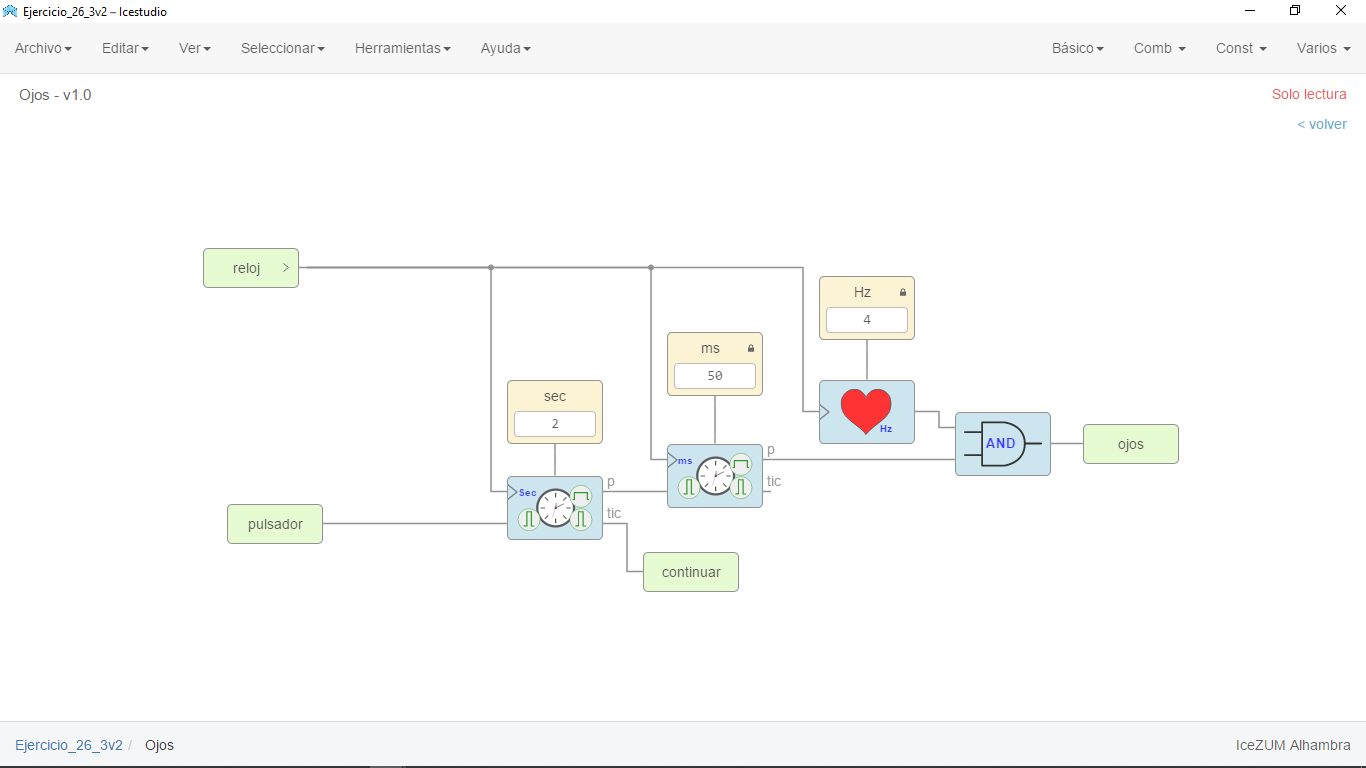 Ejercicio_26_3v2 – Icestudio
Archivo Editar Ver Seleccionar Herramientas Ayuda Básico Comb Const Varios
Ojos - v1.0
Solo lectura
< volver
reloj
Hz
4
ms
50
sec
2
Hz
AND
ojos
ms
p
tic
Sec
p
tic
pulsador
continuar
Ejercicio_26_3v2 / Ojos
IceZUM Alhambra